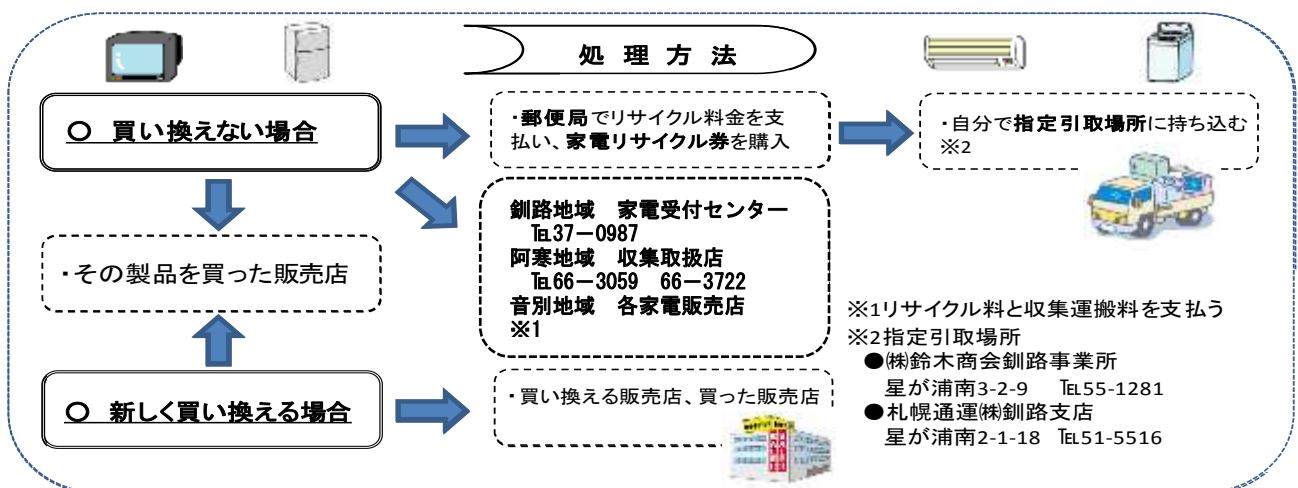 処理方法
○ 買い換えない場合
・郵便局でリサイクル料金を支
払い、家電リサイクル券を購入
・自分で指定引取場所に持ち込む
※2
・その製品を買った販売店
釧路地域 家電受付センター
℡37－0987
阿寒地域 収集取扱店
℡66－3059 66－3722
音別地域 各家電販売店
※1
○ 新しく買い換える場合
・買い換える販売店、買った販売店
※1リサイクル料と収集運搬料を支払う
※2指定引取場所
●㈱鈴木商会釧路事業所
星が浦南3-2-9 ℡55-1281
●札幌通運㈱釧路支店
星が浦南2-1-18 ℡51-5516